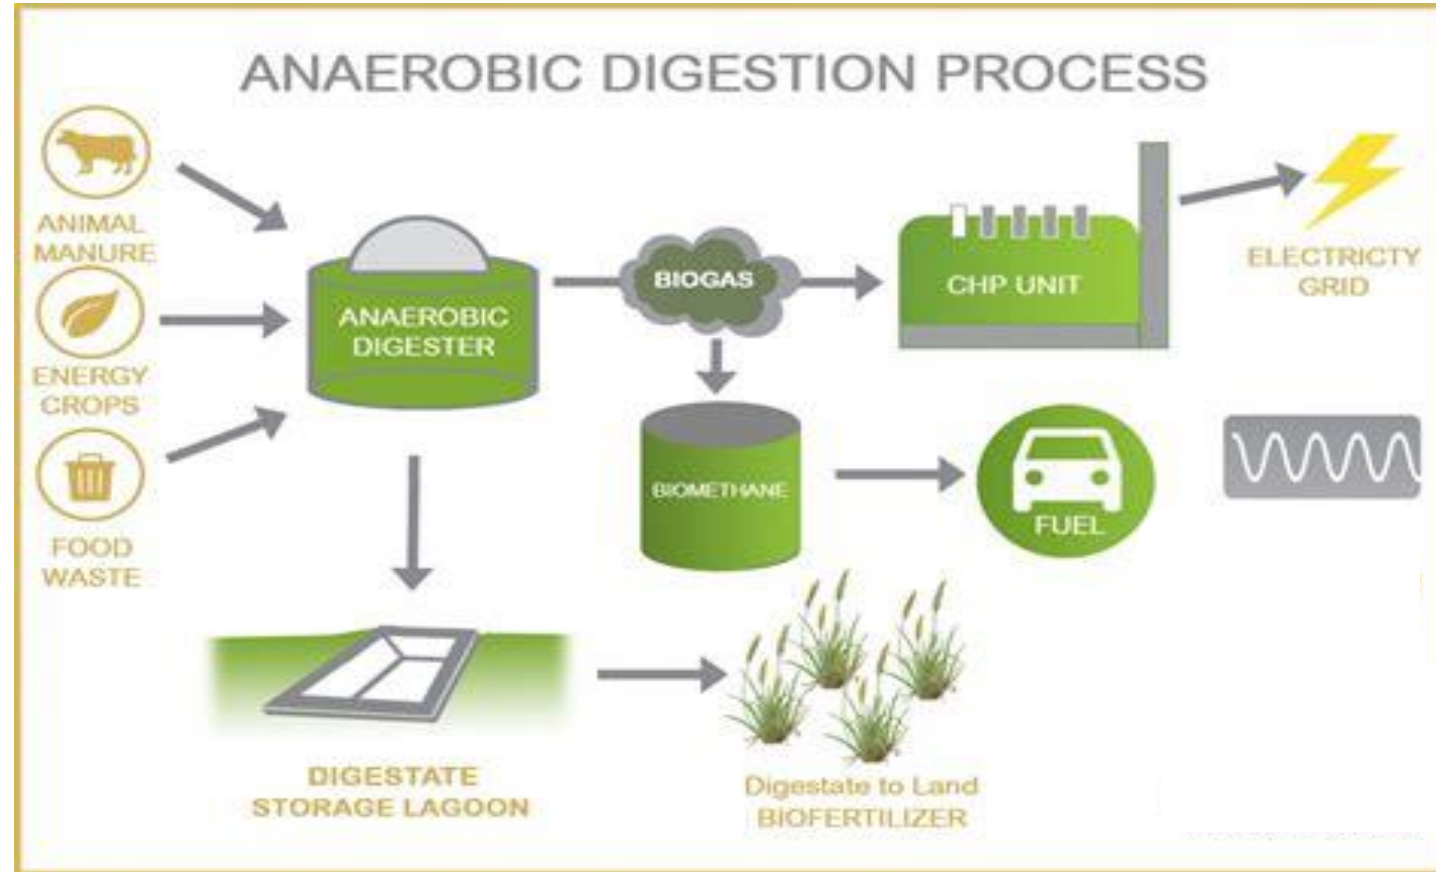 ANAEROBIC DIGESTION PROCESS
ANIMAL
MANURE
ENERGY
CROPS
FOOD
WASTE
ANAEROBIC
DIGESTER
BIOGAS
CHP UNIT
ELECTRICTY
GRID
BIOMETHANE
FUEL
DIGESTATE
STORAGE LAGOON
Digestate to Land
BIOFERTILIZER